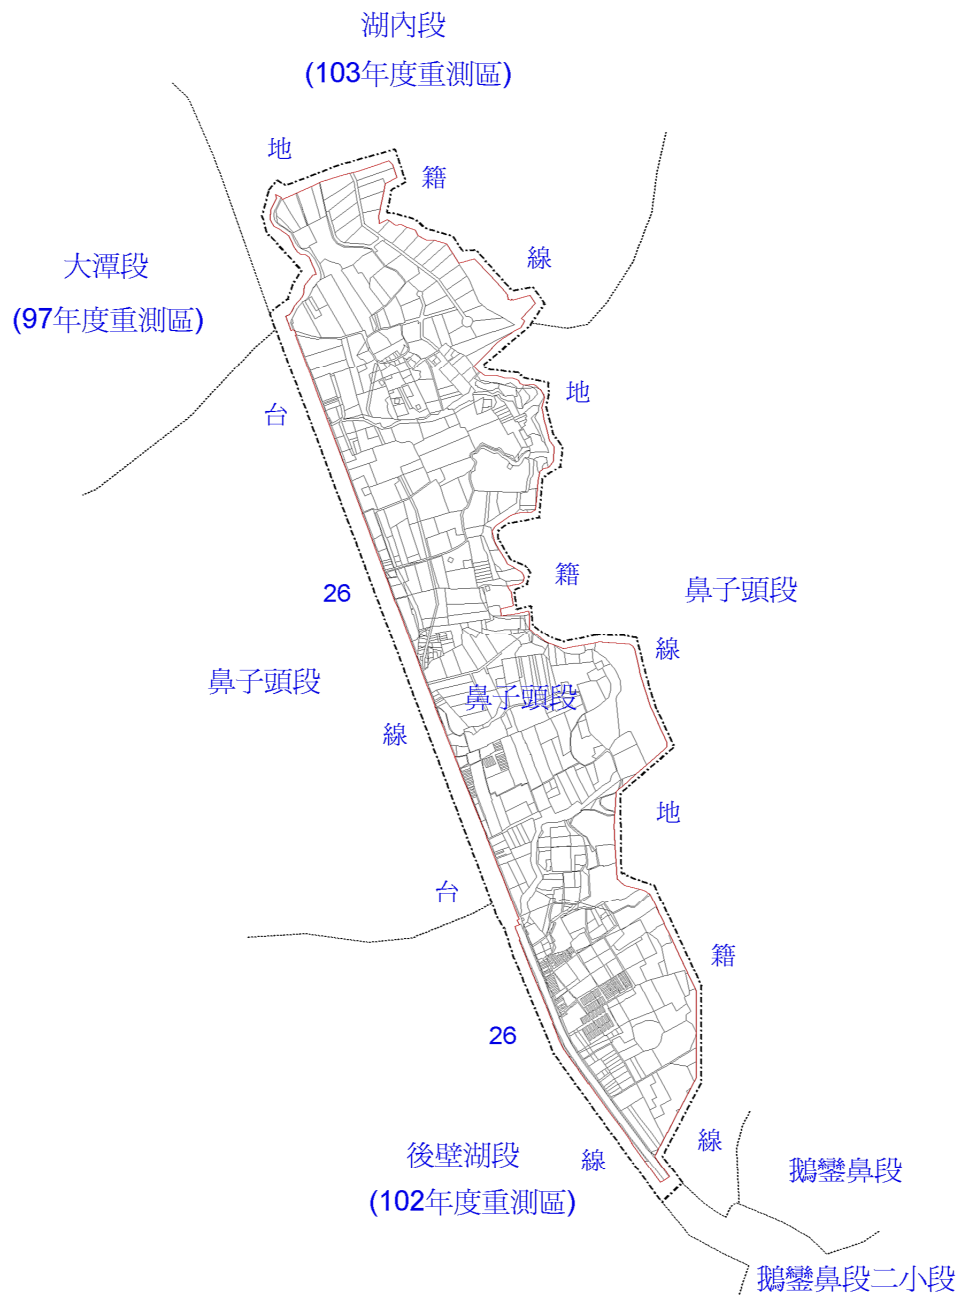 湖內段
(103年度重測區)
地
籍
線
大潭段
(97年度重測區)
台
地
26
籍
鼻子頭段
線
鼻子頭段
鼻子頭段
線
地
台
籍
26
線
後壁湖段
(102年度重測區)
線
鵝鑾鼻段
鵝鑾鼻段二小段